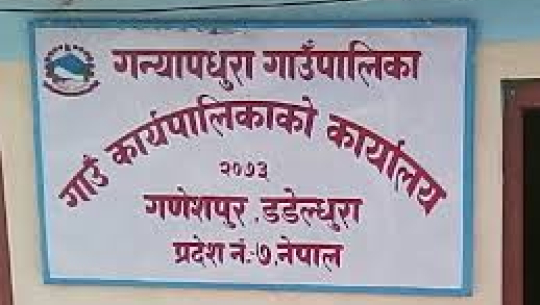 गन्यापधुरा गाउँपालिका
गाउँ कार्यपालिकाको कार्यालय
२०७३
गणेशपुर ,डडेल्धुरा
प्रदेश नं.-७,नेपाल